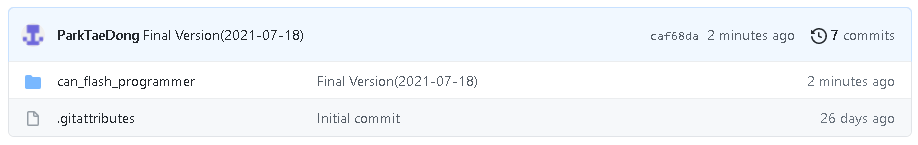 ParkTaeDong Final Version(2021-07-18) caf68da 2 minutes ago 7 commits
can_flash_programmer Final Version(2021-07-18) 2 minutes ago
.gitattributes Initial commit 26 days ago